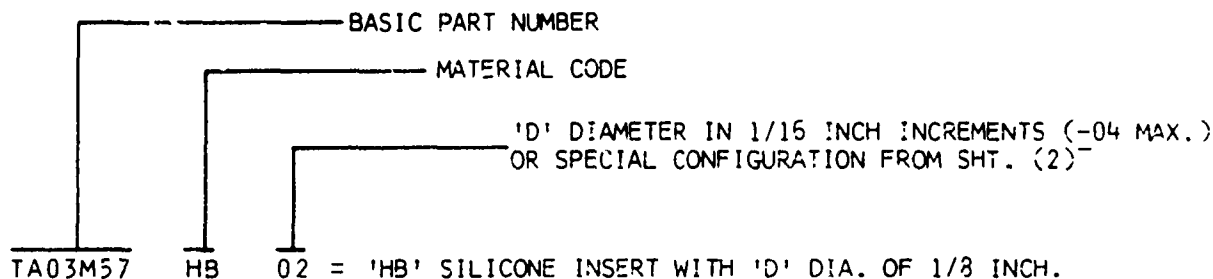 BASIC PART NUMBER
MATERIAL CODE
'D' DIAMETER IN 1/16 INCH INCREMENTS (-04 MAX.)
OR SPECIAL CONFIGURATION FROM SHT. (2)
TA03M57 HB 02 = 'HB' SILICONE INSERT WITH 'D' DIA. OF 1/8 INCH.